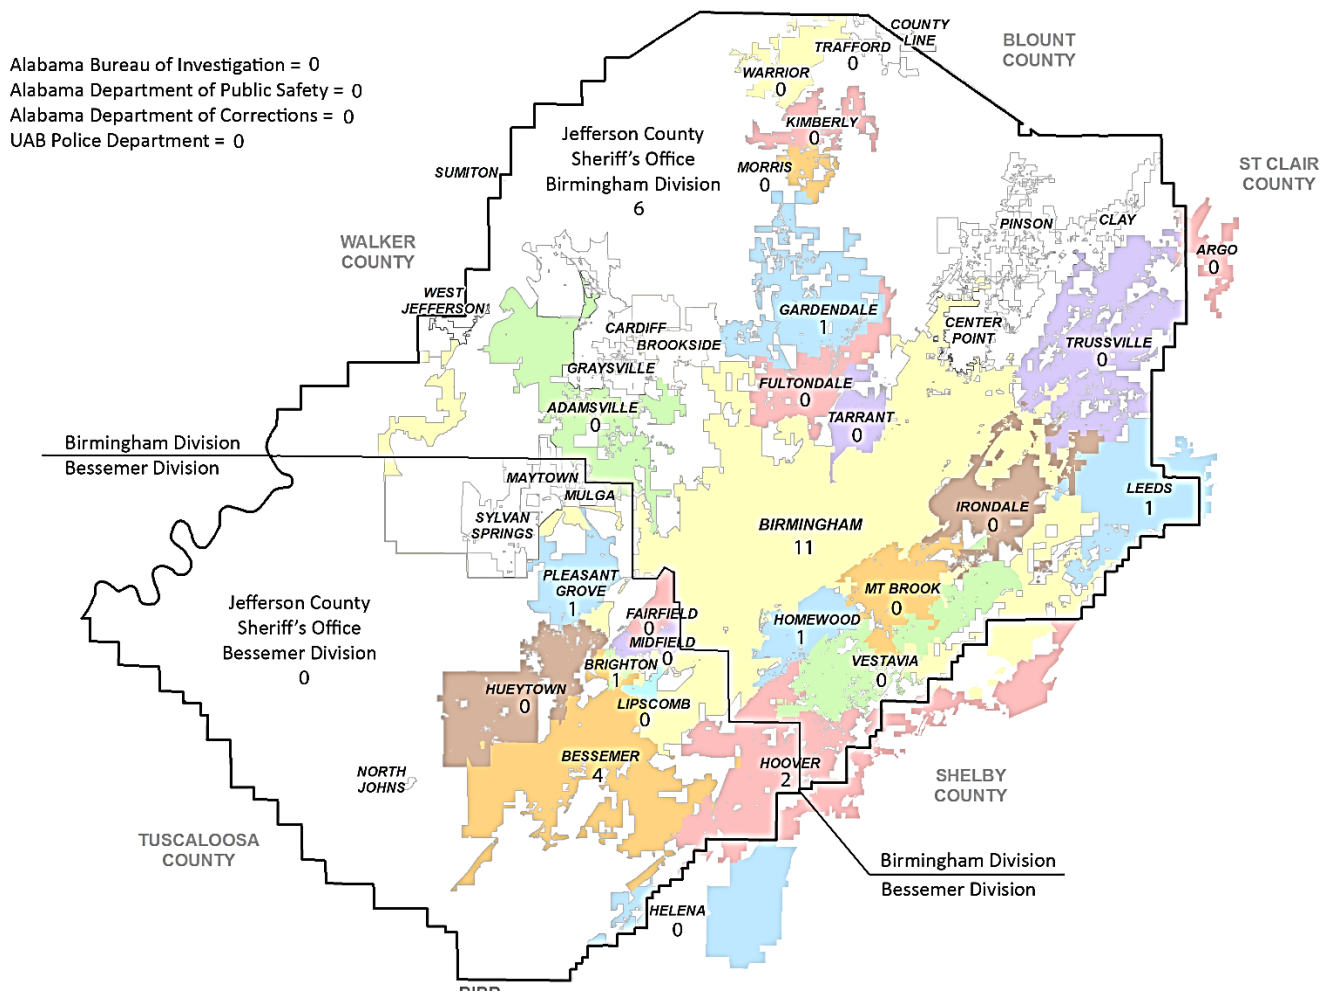 COUNTY
LINE
BLOUNT
COUNTY
TRAFFORD
0
Alabama Bureau of Investigation = 0
Alabama Department of Public Safety = 0
Alabama Department of Corrections = 0
UAB Police Department = 0
WARRIOR
0
KIMBERLY
0
Jefferson County
Sheriff's Office
Birmingham Division
6
MORRIS
0
SUMITON
ST CLAIR
COUNTY
PINSON
CLAY
WALKER
COUNTY
ARGO
0
WEST
JEFFERSON
GARDENDALE
1
CARDIFF
BROOKSIDE
CENTER
POINT
TRUSSVILLE
0
GRAYSVILLE
FULTONDALE
0
ADAMSVILLE
0
TARRANT
0
Birmingham Division
Bessemer Division
MAYTOWN
MULGA
LEEDS
1
SYLVAN
SPRINGS
IRONDALE
0
BIRMINGHAM
11
PLEASANT
GROVE
1
MT BROOK
0
Jefferson County
Sheriff's Office
Bessemer Division
0
FAIRFIELD
0
HOMEWOOD
1
MIDFIELD
0
BRIGHTON
1
VESTAVIA
0
HUEYTOWN
0
LIPSCOMB
0
BESSEMER
4
HOOVER
2
NORTH
JOHNS
SHELBY
COUNTY
TUSCALOOSA
COUNTY
Birmingham Division
Bessemer Division
HELENA
0